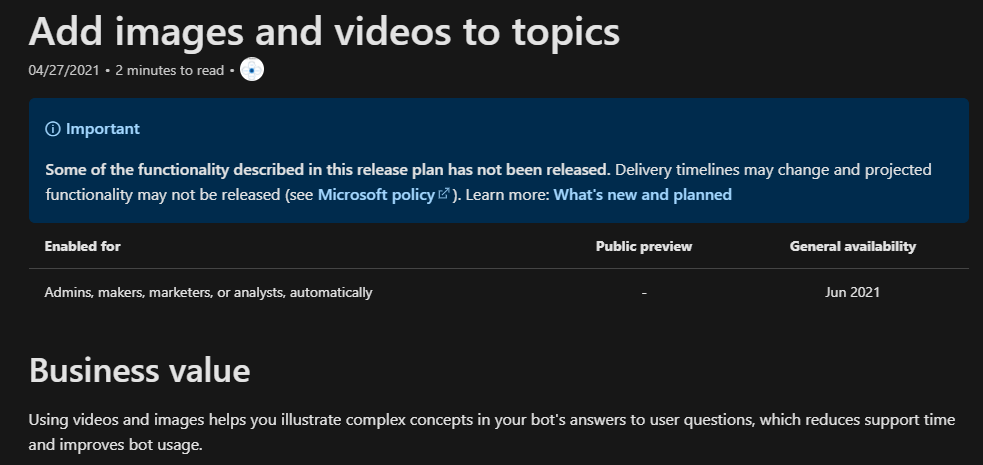 Add images and videos to topics
04/27/2021 • 2 minutes to read •
Important
Some of the functionality described in this release plan has not been released. Delivery timelines may change and projected
functionality may not be released (see Microsoft policy). Learn more: What's new and planned
Enabled for Public preview General availability
Admins, makers, marketers, or analysts, automatically - Jun 2021
Business value
Using videos and images helps you illustrate complex concepts in your bot's answers to user questions, which reduces support time
and improves bot usage.